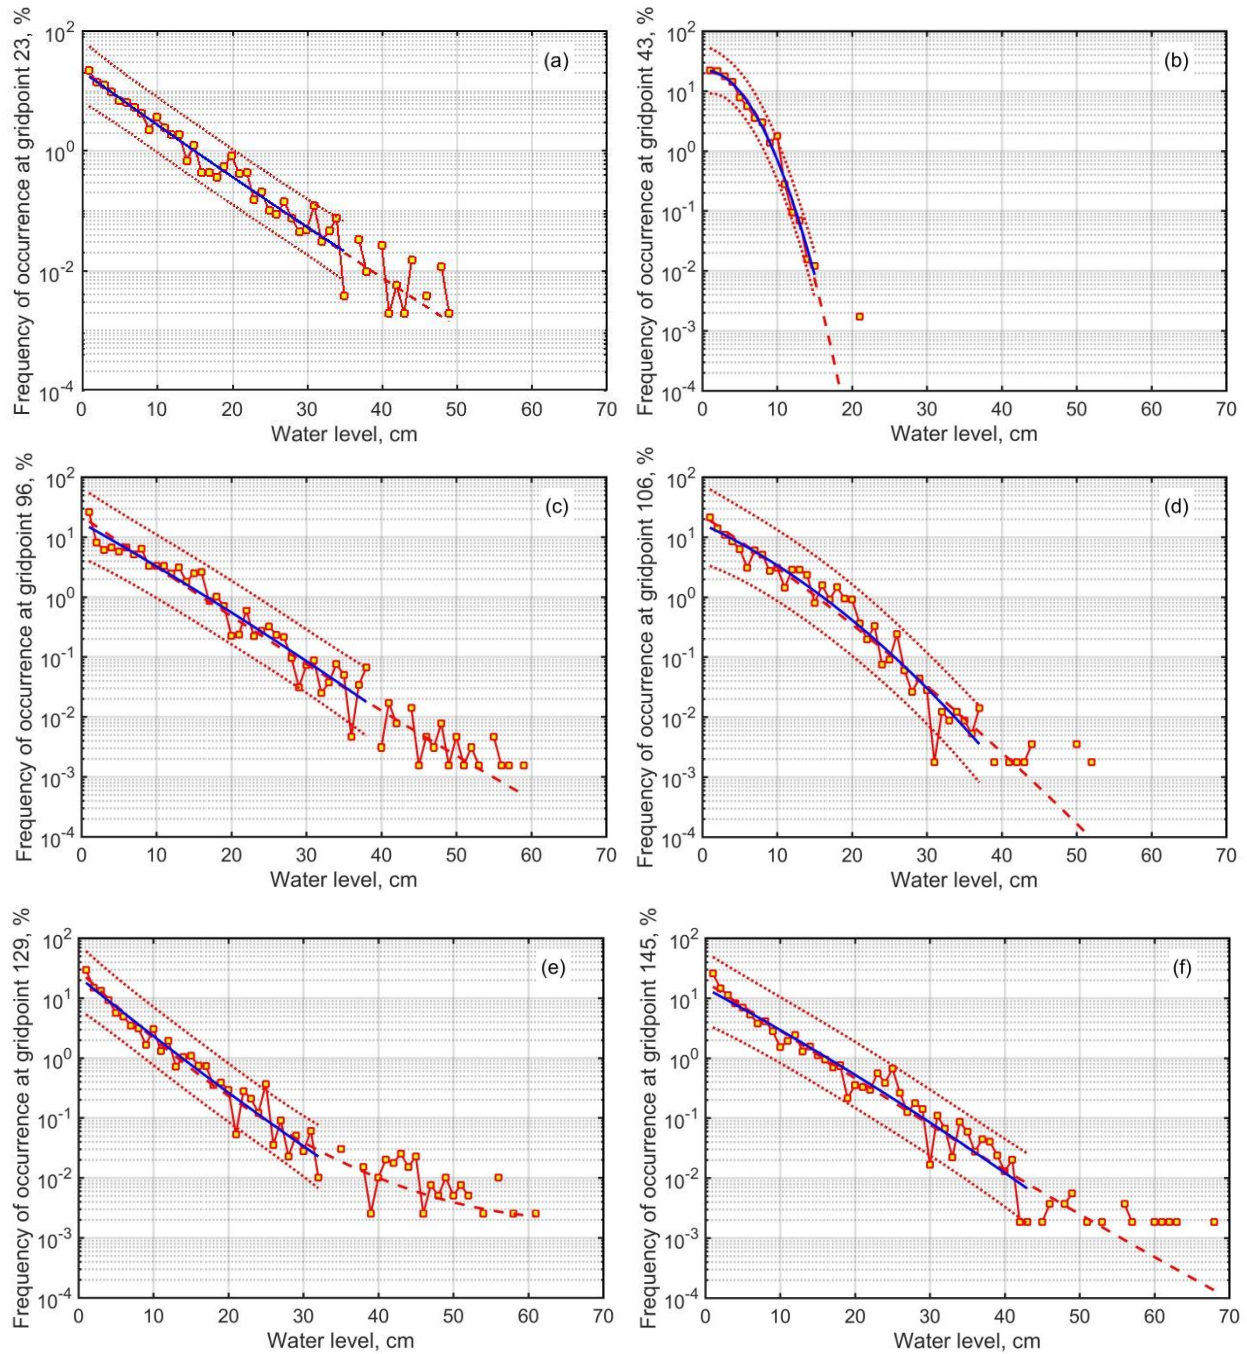 Frequency of occurrence at gridpoint 23, %
10^2
10^1
10^0
10^-1
10^-2
10^-4
(a)
0 10 20 30 40 50 60 70
Water level, cm
Frequency of occurrence at gridpoint 43, %
10^2
10^1
10^0
10^-1
10^-2
10^-3
10^-4
(b)
0 10 20 30 40 50 60 70
Water level, cm
Frequency of occurrence at gridpoint 96, %
10^2
10^1
10^0
10^-1
10^-2
10^-3
10^-4
(c)
0 10 20 30 40 50 60 70
Water level, cm
Frequency of occurrence at gridpoint 106, %
10^2
10^1
10^0
10^-1
10^-2
10^-3
10^-4
(d)
0 10 20 30 40 50 60 70
Water level, cm
Frequency of occurrence at gridpoint 129, %
10^2
10^1
10^0
10^-1
10^-2
10^-3
10^-4
(e)
0 10 20 30 40 50 60 70
Water level, cm
Frequency of occurrence at gridpoint 145, %
10^2
10^1
10^0
10^-1
10^-2
10^-3
10^-4
(f)
0 10 20 30 40 50 60 70
Water level, cm